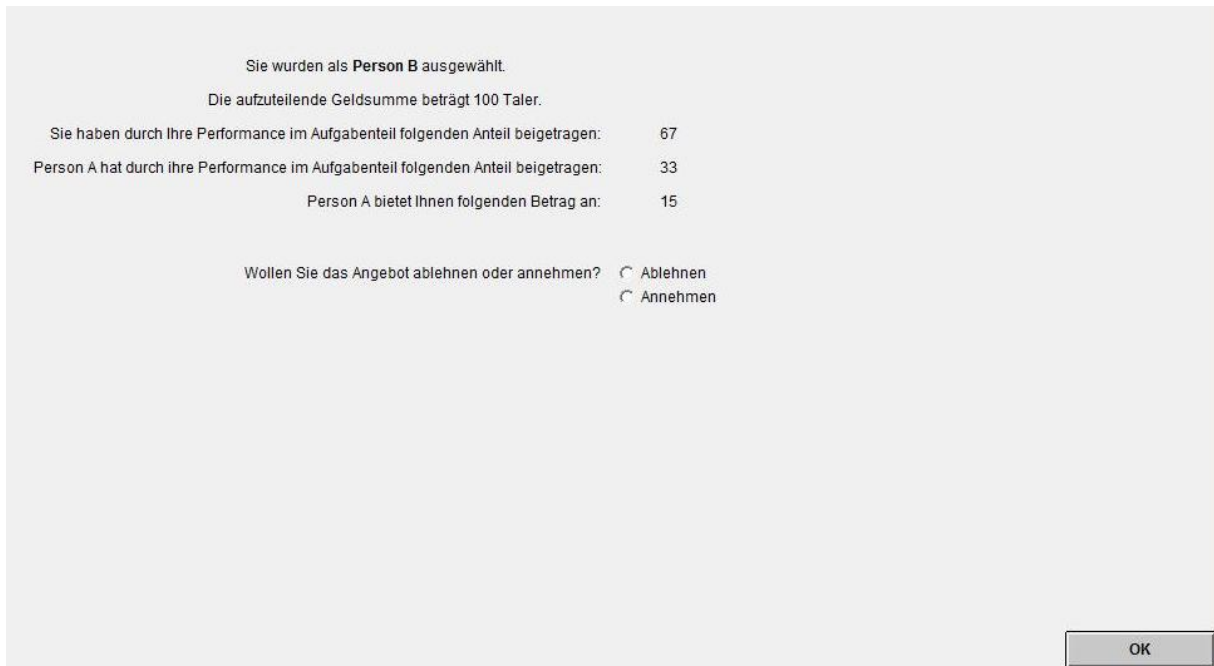 Sie wurden als Person B ausgewählt.
Die aufzuteilende Geldsumme beträgt 100 Taler.
Sie haben durch Ihre Performance im Aufgabenteil folgenden Anteil beigetragen: 67
Person A hat durch ihre Performance im Aufgabenteil folgenden Anteil beigetragen: 33
Person A bietet Ihnen folgenden Betrag an: 15
Wollen Sie das Angebot ablehnen oder annehmen? Ablehnen
Annehmen
OK